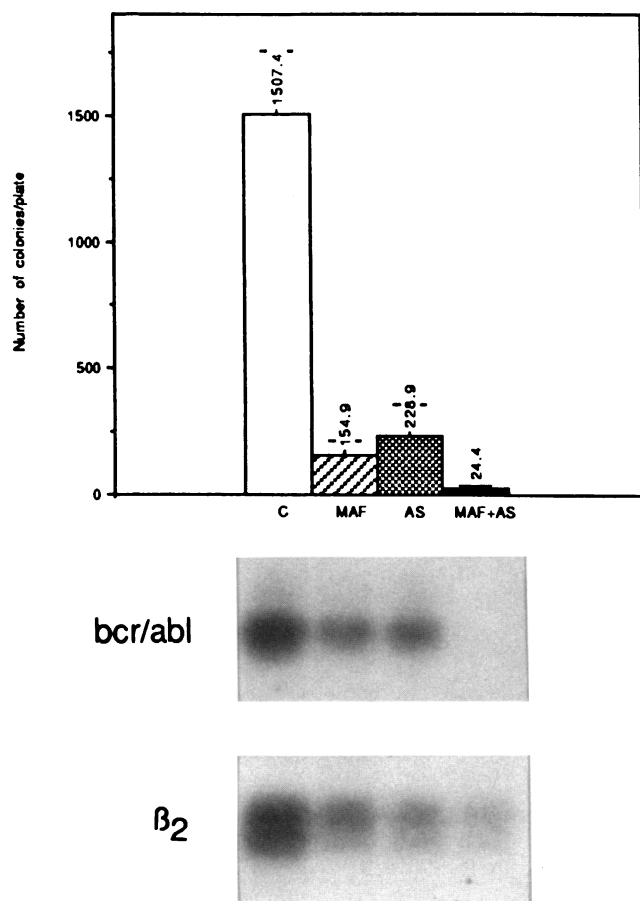 Number of colonies/plate
1500
1000
500
0
1507.4
154.9
228.9
24.4
C MAF AS MAF+AS
bcr/abl
ß2